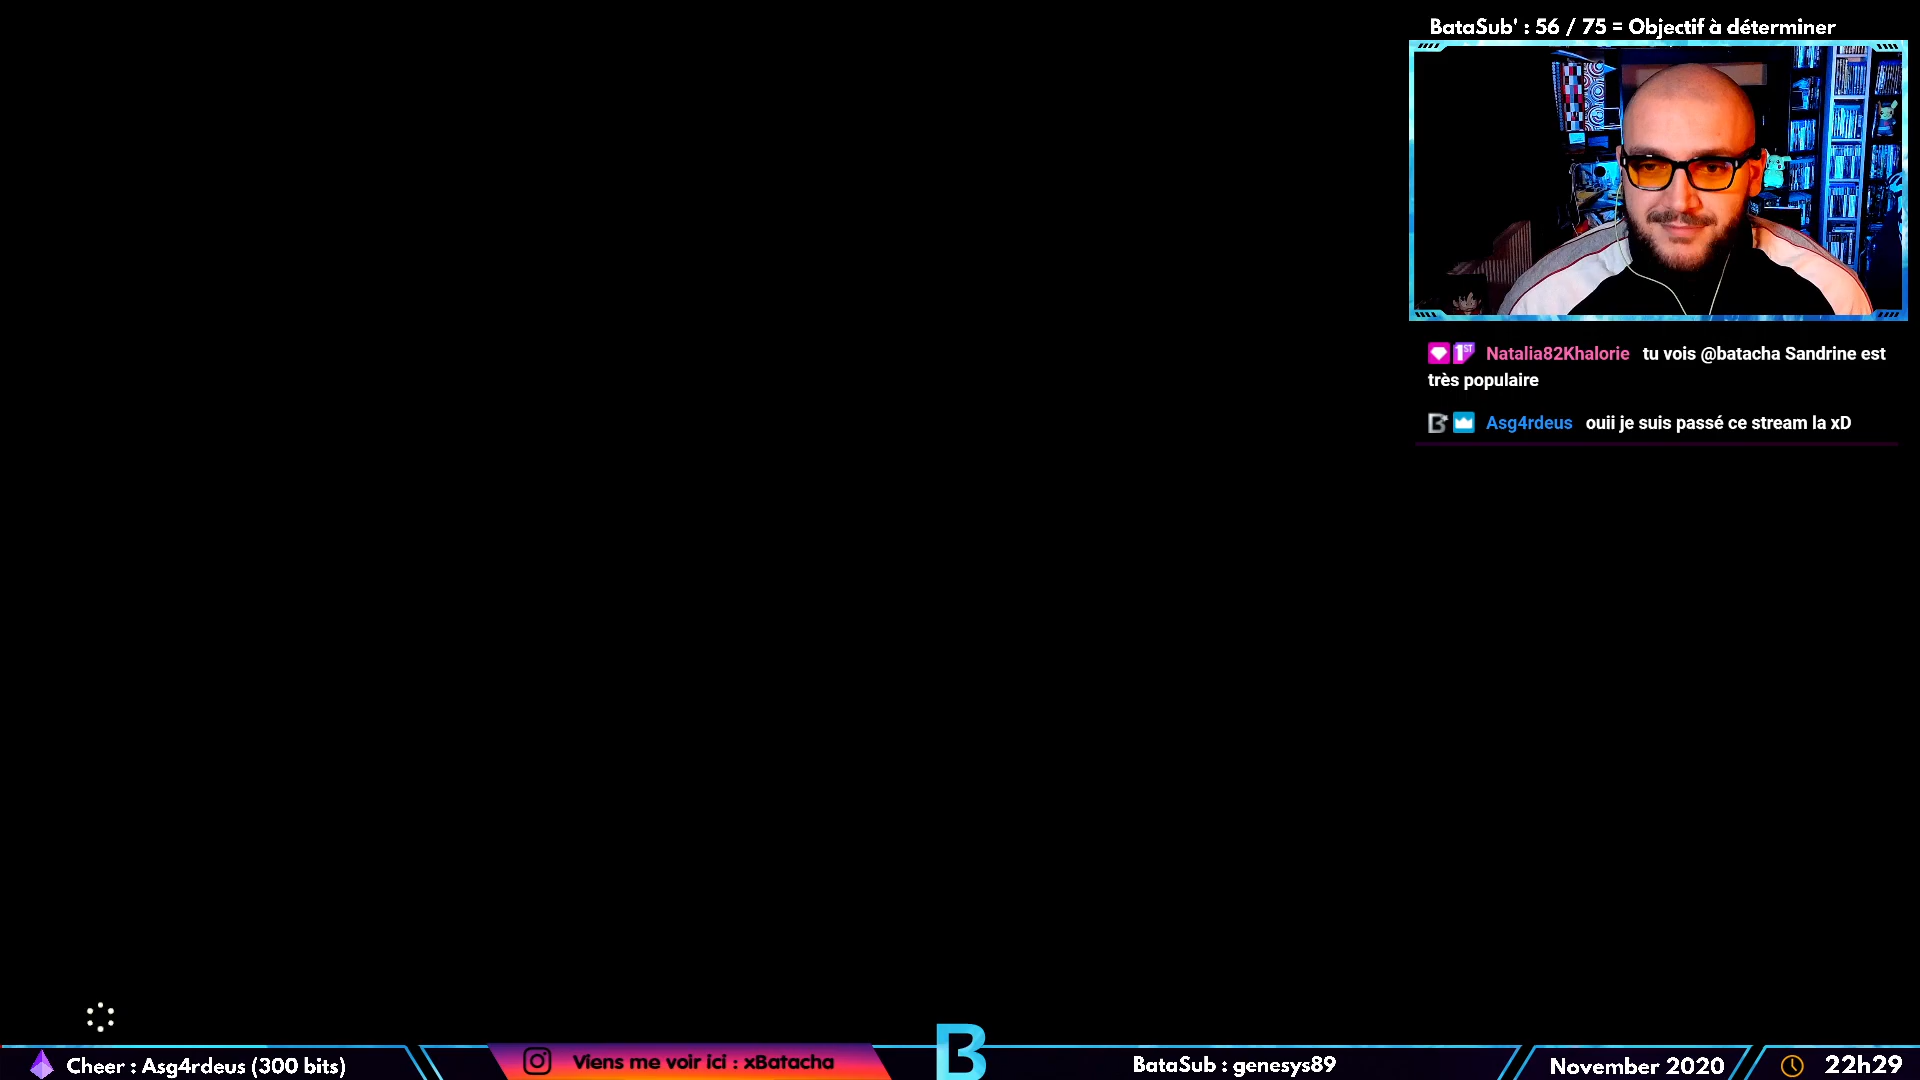 BataSub' : 56 / 75 = Objectif à déterminer
1ST Natalia82Khalorie tu vois @batacha Sandrine est
très populaire
B Asg4rdeus ouii je suis passé ce stream la xD
Cheer : Asg4rdeus (300 bits)
Viens me voir ici : xBatacha
B
BataSub : genesys89
November 2020
22h29